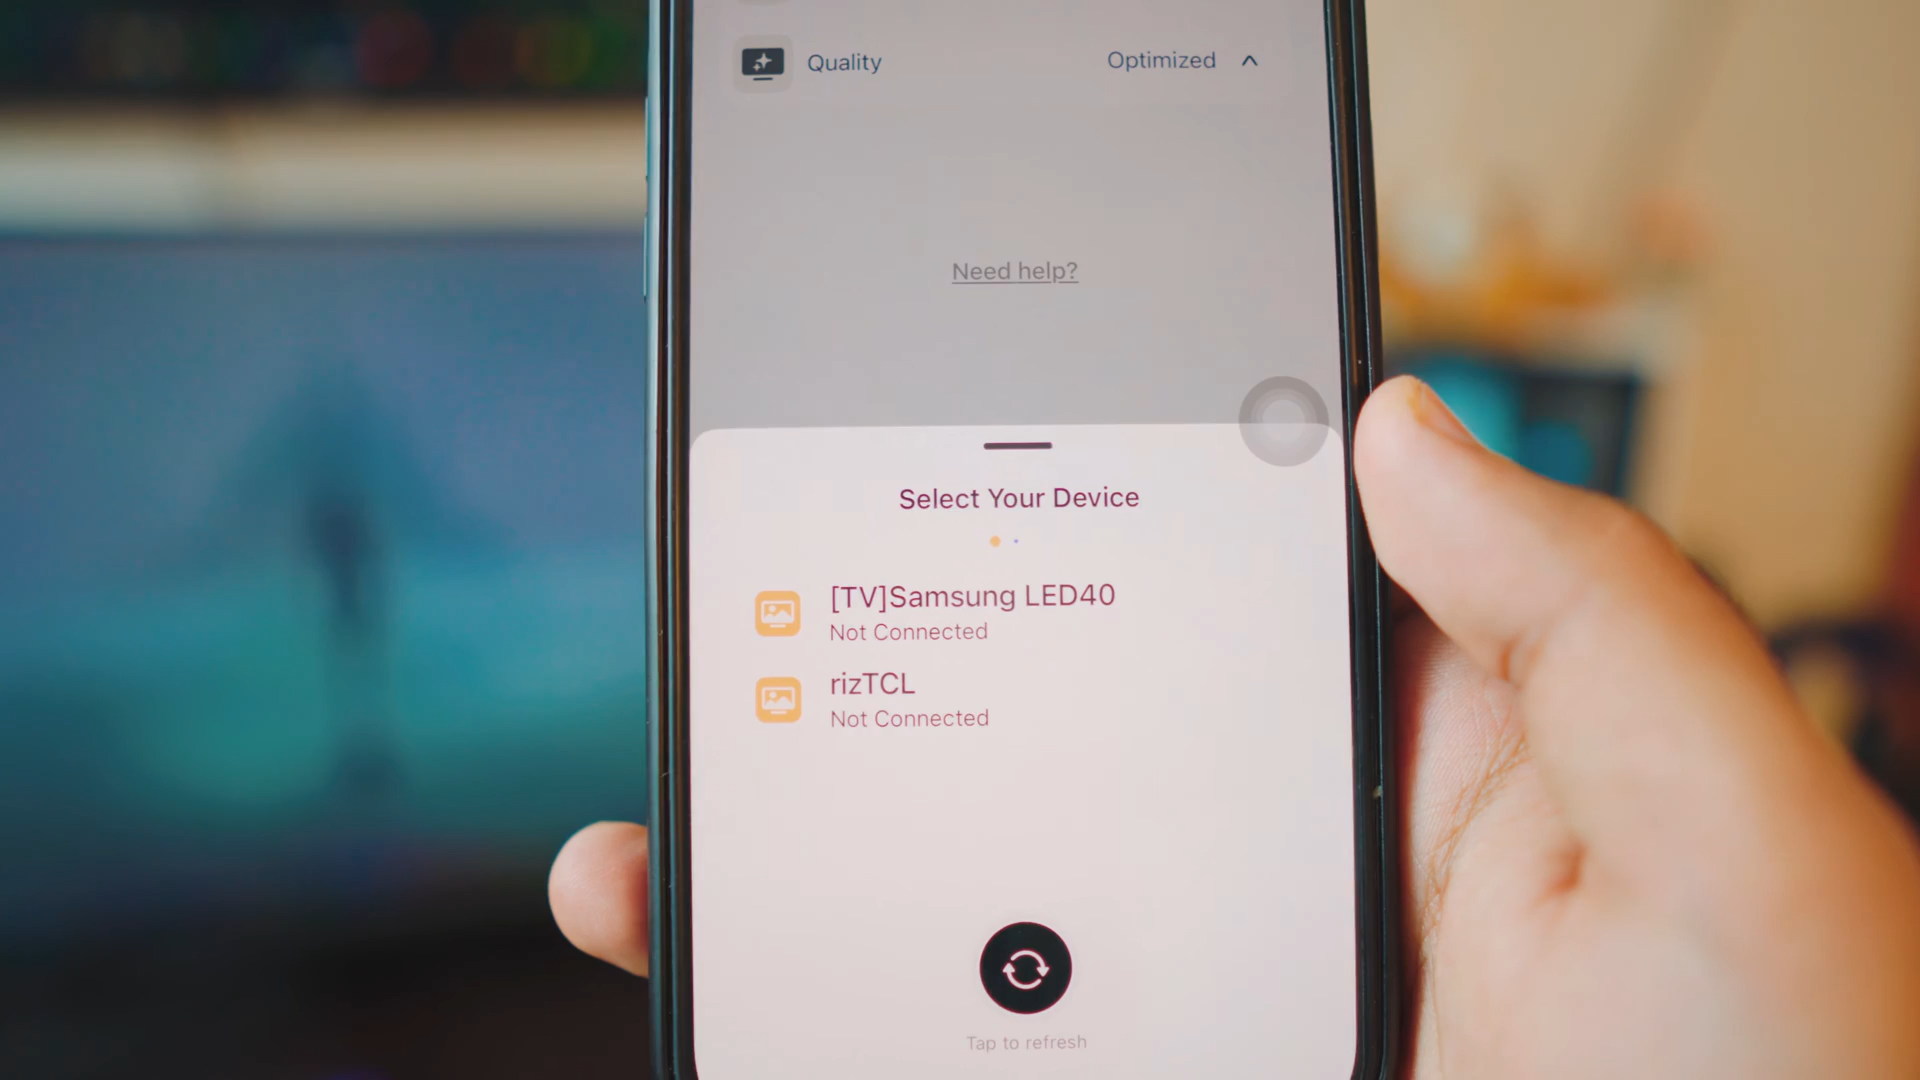 Quality Optimized
Need help?
Select Your Device
[TV]Samsung LED40
Not Connected
rizTCL
Not Connected
Tap to refresh